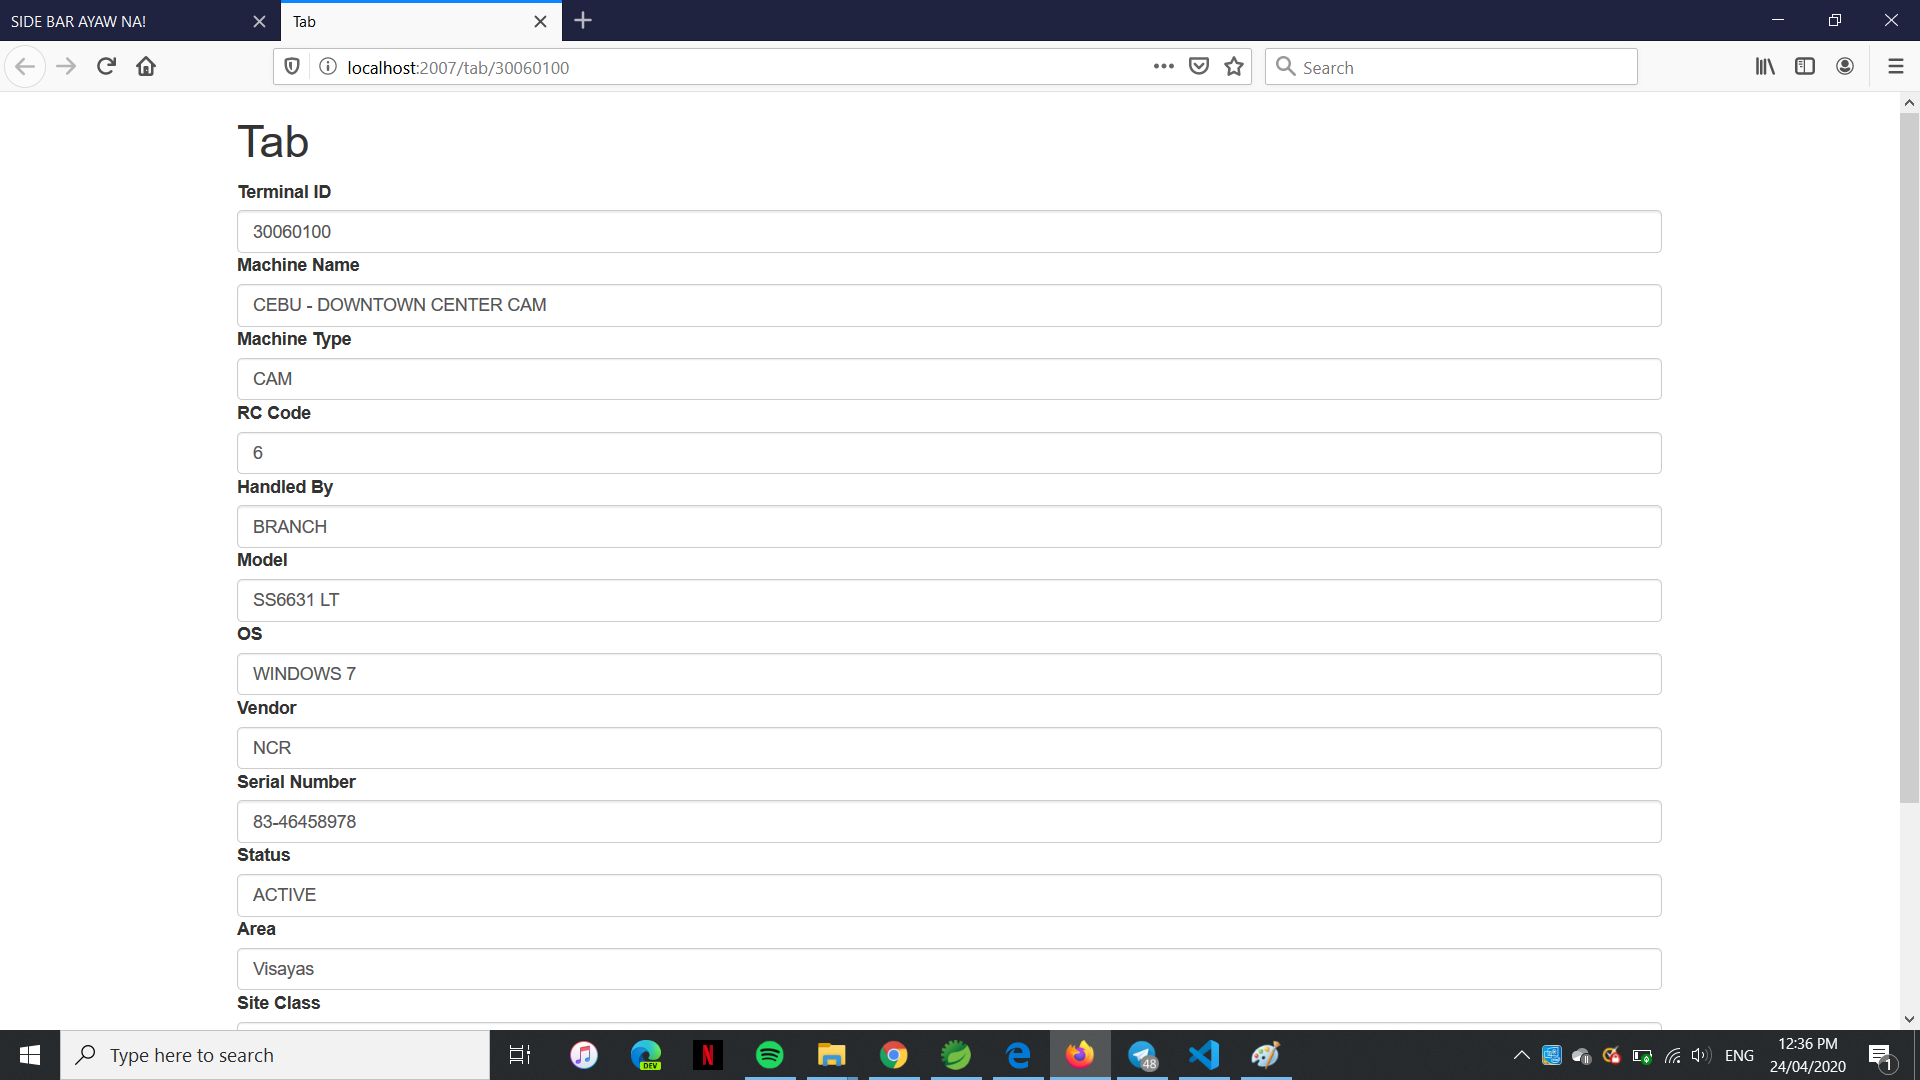 SIDE BAR AYAW NA!
Tab
localhost:2007/tab/30060100
Search
Tab
Terminal ID
30060100
Machine Name
CEBU - DOWNTOWN CENTER CAM
Machine Type
CAM
RC Code
6
Handled By
BRANCH
Model
SS6631 LT
OS
WINDOWS 7
Vendor
NCR
Serial Number
83-46458978
Status
ACTIVE
Area
Visayas
Site Class
Type here to search
DEV
N
48
ENG
12:36 PM
24/04/2020
1